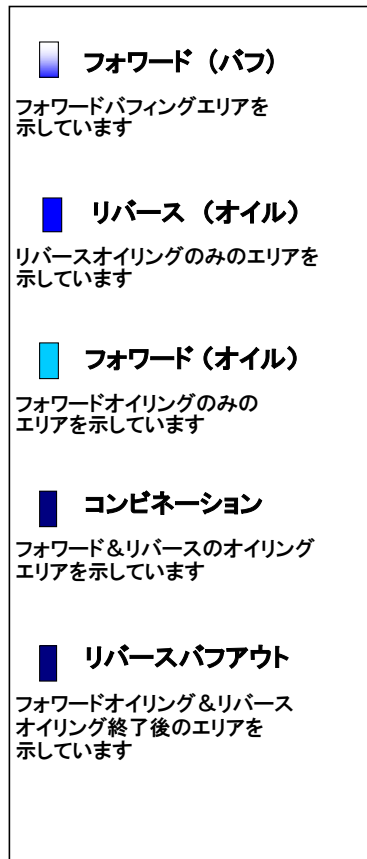 フォワード （バフ）
フォワードバフィングエリアを
示しています
リバース （オイル）
リバースオイリングのみのエリアを
示しています
フォワード（オイル）
フォワードオイリングのみの
エリアを示しています
コンビネーション
フォワード＆リバースのオイリング
エリアを示しています
リバースバフアウト
フォワードオイリング＆リバース
オイリング終了後のエリアを
示しています